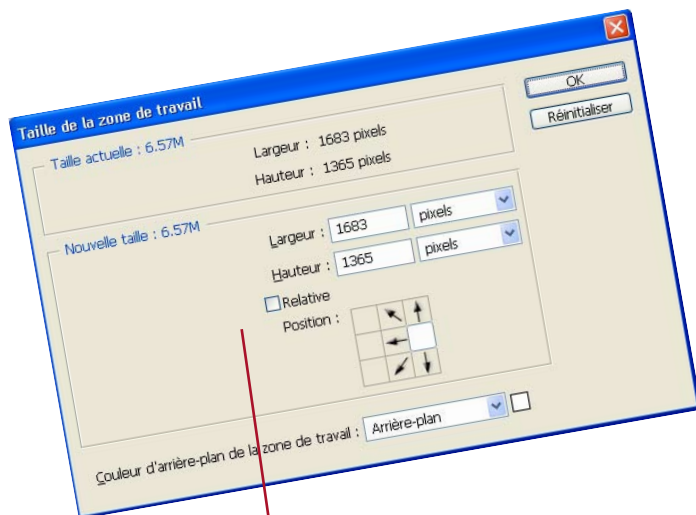 Taille de la zone de travail
Taille actuelle : 6.57M
Largeur : 1683 pixels
Hauteur : 1365 pixels
OK
Réinitialiser
Nouvelle taille : 6.57M
Largeur : 1683 pixels
Hauteur : 1365 pixels
Relative
Position :
Couleur d'arrière-plan de la zone de travail : Arrière-plan